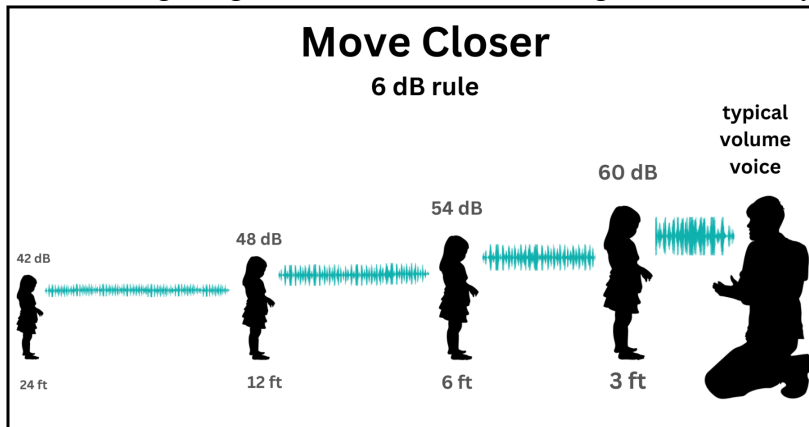 Move Closer
6 dB rule
typical
volume
voice
60 dB
54 dB
48 dB
42 dB
24 ft
12 ft
6 ft
3 ft